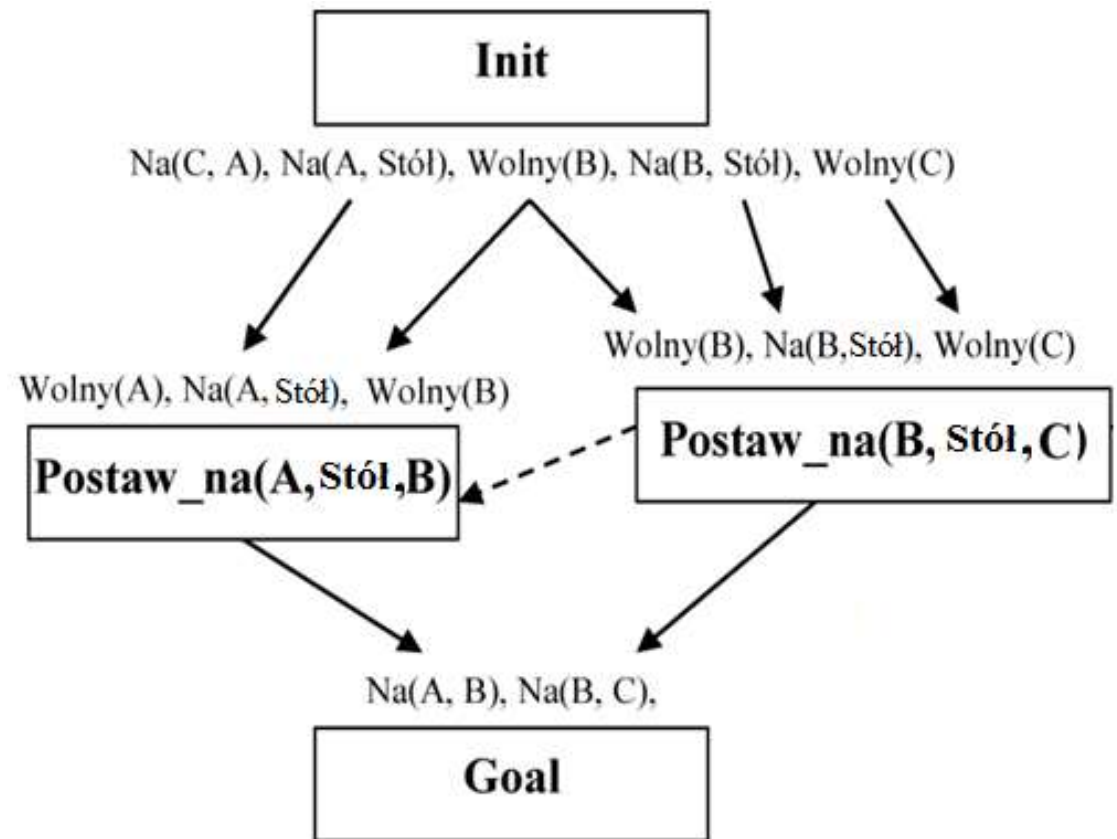 Init
Na(C, A), Na(A, Stół), Wolny(B), Na(B, Stół), Wolny(C)
Wolny(B), Na(B,Stół), Wolny(C)
Wolny(A), Na(A, Stół), Wolny(B)
Postaw_na(B, Stół, C)
Postaw_na(A, Stół,B)
Na(A, B), Na(B, C),
Goal